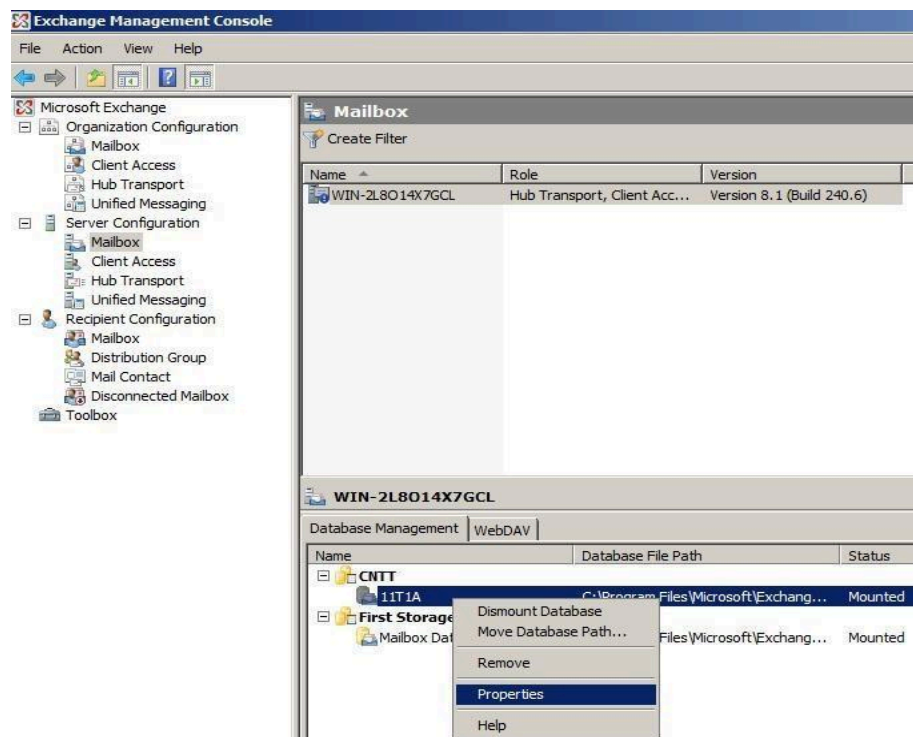 Exchange Management Console
File Action View Help
Microsoft Exchange
Organization Configuration
Mailbox
Client Access
Hub Transport
Unified Messaging
Server Configuration
Mailbox
Client Access
Hub Transport
Unified Messaging
Recipient Configuration
Mailbox
Distribution Group
Mail Contact
Disconnected Mailbox
Toolbox
Mailbox
Create Filter
Name Role Version
WIN-2L8O14X7GCL Hub Transport, Client Acc... Version 8.1 (Build 240.6)
WIN-2L8O14X7GCL
Database Management WebDAV
Name Database File Path Status
CNTT
11T1A C:\Program Files\Microsoft\Exchang... Mounted
First Storage
Mailbox Dat Files\Microsoft\Exchang... Mounted
Dismount Database
Move Database Path...
Remove
Properties
Help